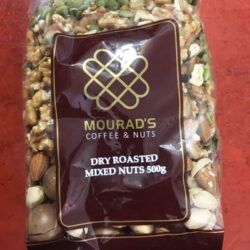 MOURAD'S
COFFEE & NUTS
DRY ROASTED
MIXED NUTS 500g